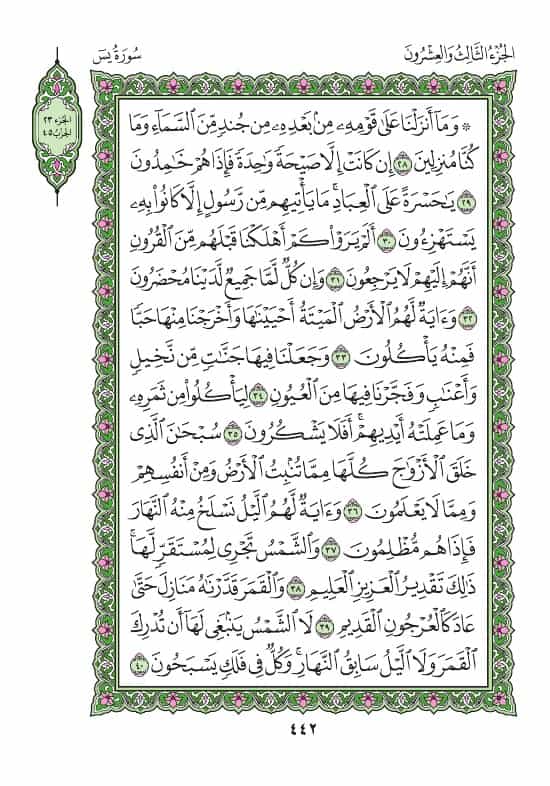 الجُزْءُ الثَّالِثُ وَالعِشْرُونَ
سُورَةُ يسٓ
الجزء ٢٣
الحزب ٤٥
۞ وَمَآ أَنزَلْنَا عَلَىٰ قَوْمِهِۦ مِنۢ بَعْدِهِۦ مِن جُندٍ مِّنَ ٱلسَّمَآءِ وَمَا
كُنَّا مُنزِلِينَ ٢٨ إِن كَانَتْ إِلَّا صَيْحَةً وَٰحِدَةً فَإِذَا هُمْ خَٰمِدُونَ
٢٩ يَٰحَسْرَةً عَلَى ٱلْعِبَادِۚ مَا يَأْتِيهِم مِّن رَّسُولٍ إِلَّا كَانُوا۟ بِهِۦ
يَسْتَهْزِءُونَ ٣٠ أَلَمْ يَرَوْا۟ كَمْ أَهْلَكْنَا قَبْلَهُم مِّنَ ٱلْقُرُونِ
أَنَّهُمْ إِلَيْهِمْ لَا يَرْجِعُونَ ٣١ وَإِن كُلٌّ لَّمَّا جَمِيعٌ لَّدَيْنَا مُحْضَرُونَ
٣٢ وَءَايَةٌ لَّهُمُ ٱلْأَرْضُ ٱلْمَيْتَةُ أَحْيَيْنَٰهَا وَأَخْرَجْنَا مِنْهَا حَبًّا
فَمِنْهُ يَأْكُلُونَ ٣٣ وَجَعَلْنَا فِيهَا جَنَّٰتٍ مِّن نَّخِيلٍ
وَأَعْنَٰبٍ وَفَجَّرْنَا فِيهَا مِنَ ٱلْعُيُونِ ٣٤ لِيَأْكُلُوا۟ مِن ثَمَرِهِۦ
وَمَا عَمِلَتْهُ أَيْدِيهِمْۚ أَفَلَا يَشْكُرُونَ ٣٥ سُبْحَٰنَ ٱلَّذِى
خَلَقَ ٱلْأَزْوَٰجَ كُلَّهَا مِمَّا تُنۢبِتُ ٱلْأَرْضُ وَمِنْ أَنفُسِهِمْ
وَمِمَّا لَا يَعْلَمُونَ ٣٦ وَءَايَةٌ لَّهُمُ ٱلَّيْلُ نَسْلَخُ مِنْهُ ٱلنَّهَارَ
فَإِذَا هُم مُّظْلِمُونَ ٣٧ وَٱلشَّمْسُ تَجْرِى لِمُسْتَقَرٍّ لَّهَاۚ
ذَٰلِكَ تَقْدِيرُ ٱلْعَزِيزِ ٱلْعَلِيمِ ٣٨ وَٱلْقَمَرَ قَدَّرْنَٰهُ مَنَازِلَ حَتَّىٰ
عَادَ كَٱلْعُرْجُونِ ٱلْقَدِيمِ ٣٩ لَا ٱلشَّمْسُ يَنۢبَغِى لَهَآ أَن تُدْرِكَ
ٱلْقَمَرَ وَلَا ٱلَّيْلُ سَابِقُ ٱلنَّهَارِۚ وَكُلٌّ فِى فَلَكٍ يَسْبَحُونَ ٤٠
٤٤٢